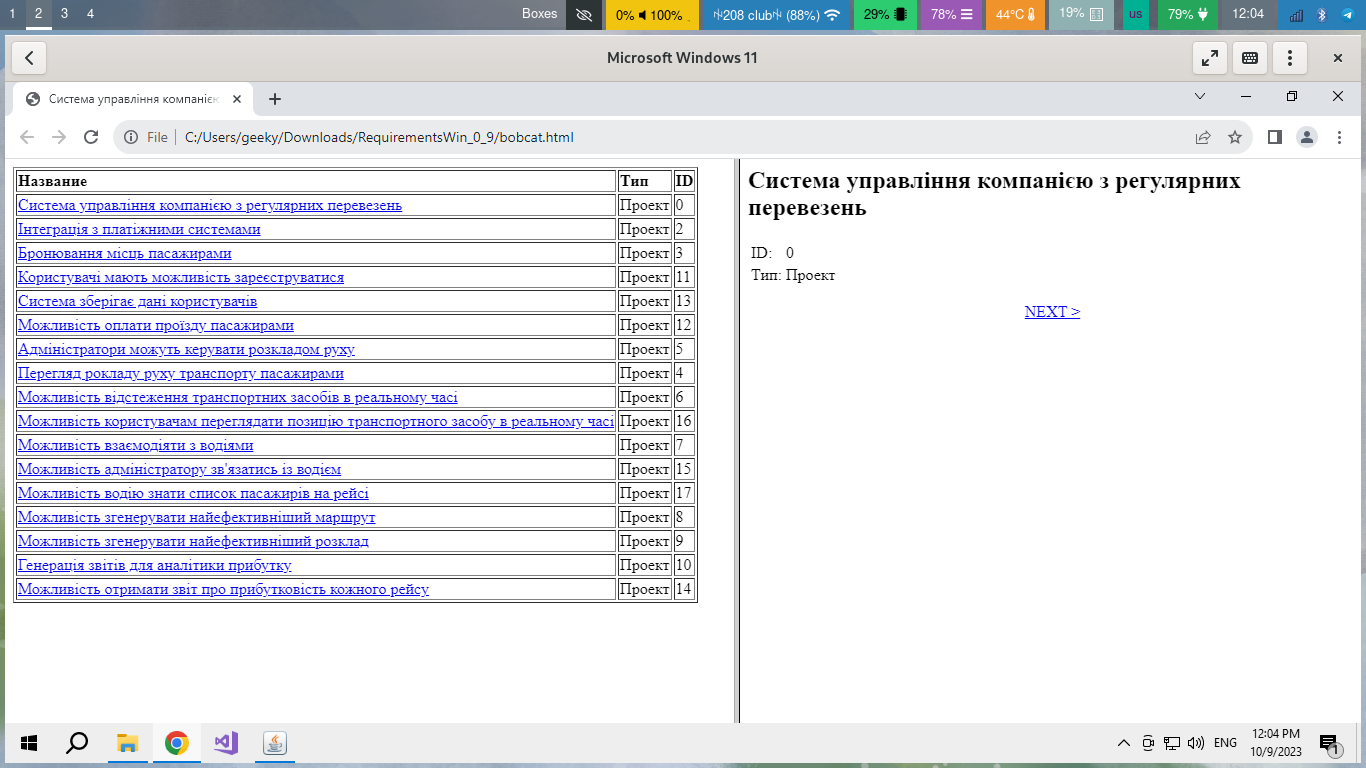 1 2 3 4 Boxes 0% 100% 208 club (88%) 29% 78% 44°C 19% us 79% 12:04
Microsoft Windows 11
Система управління компанією
File C:/Users/geeky/Downloads/RequirementsWin_0_9/bobcat.html
Название Тип ID
Система управління компанією з регулярних перевезень Проект 0
Інтеграція з платіжними системами Проект 2
Бронювання місць пасажирами Проект 3
Користувачі мають можливість зареєструватися Проект 11
Система зберігає дані користувачів Проект 13
Можливість оплати проїзду пасажирами Проект 12
Адміністратори можуть керувати розкладом руху Проект 5
Перегляд рокладу руху транспорту пасажирами Проект 4
Можливість відстеження транспортних засобів в реальному часі Проект 6
Можливість користувачам переглядати позицію транспортного засобу в реальному часі Проект 16
Можливість взаємодіяти з водіями Проект 7
Можливість адміністратору зв'язатись із водієм Проект 15
Можливість водію знати список пасажирів на рейсі Проект 17
Можливість згенерувати найефективніший маршрут Проект 8
Можливість згенерувати найефективніший розклад Проект 9
Генерація звітів для аналітики прибутку Проект 10
Можливість отримати звіт про прибутковість кожного рейсу Проект 14
Система управління компанією з регулярних
перевезень
ID: 0
Тип: Проект
NEXT >
ENG 12:04 PM
10/9/2023
1